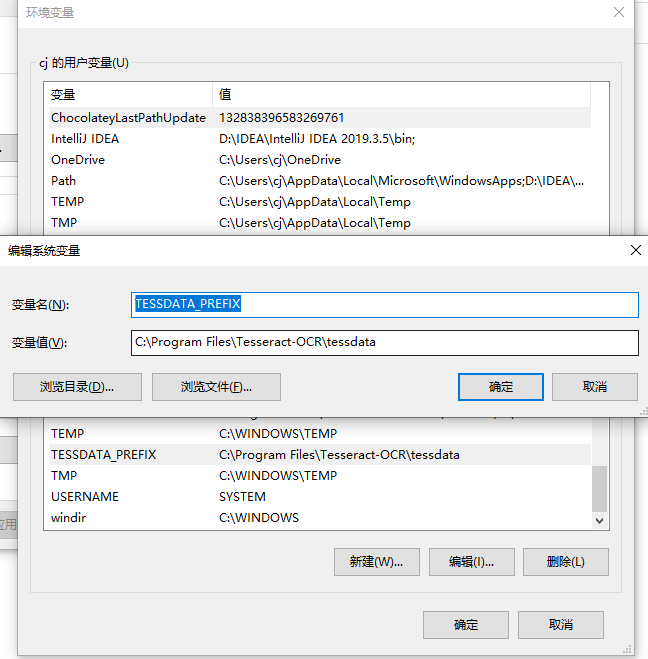 环境变量
cj 的用户变量(U)
变量 值
ChocolateyLastPathUpdate 132838396583269761
IntelliJ IDEA D:\IDEA\IntelliJ IDEA 2019.3.5\bin;
OneDrive C:\Users\cj\OneDrive
Path C:\Users\cj\AppData\Local\Microsoft\WindowsApps;D:\IDEA\...
TEMP C:\Users\cj\AppData\Local\Temp
TMP C:\Users\cj\AppData\Local\Temp
编辑系统变量
变量名(N): TESSDATA_PREFIX
变量值(V): C:\Program Files\Tesseract-OCR\tessdata
浏览目录(D)... 浏览文件(F)... 确定 取消
TEMP C:\WINDOWS\TEMP
TESSDATA_PREFIX C:\Program Files\Tesseract-OCR\tessdata
TMP C:\WINDOWS\TEMP
USERNAME SYSTEM
windir C:\WINDOWS
应用
新建(W)... 编辑(I)... 删除(L)
确定 取消